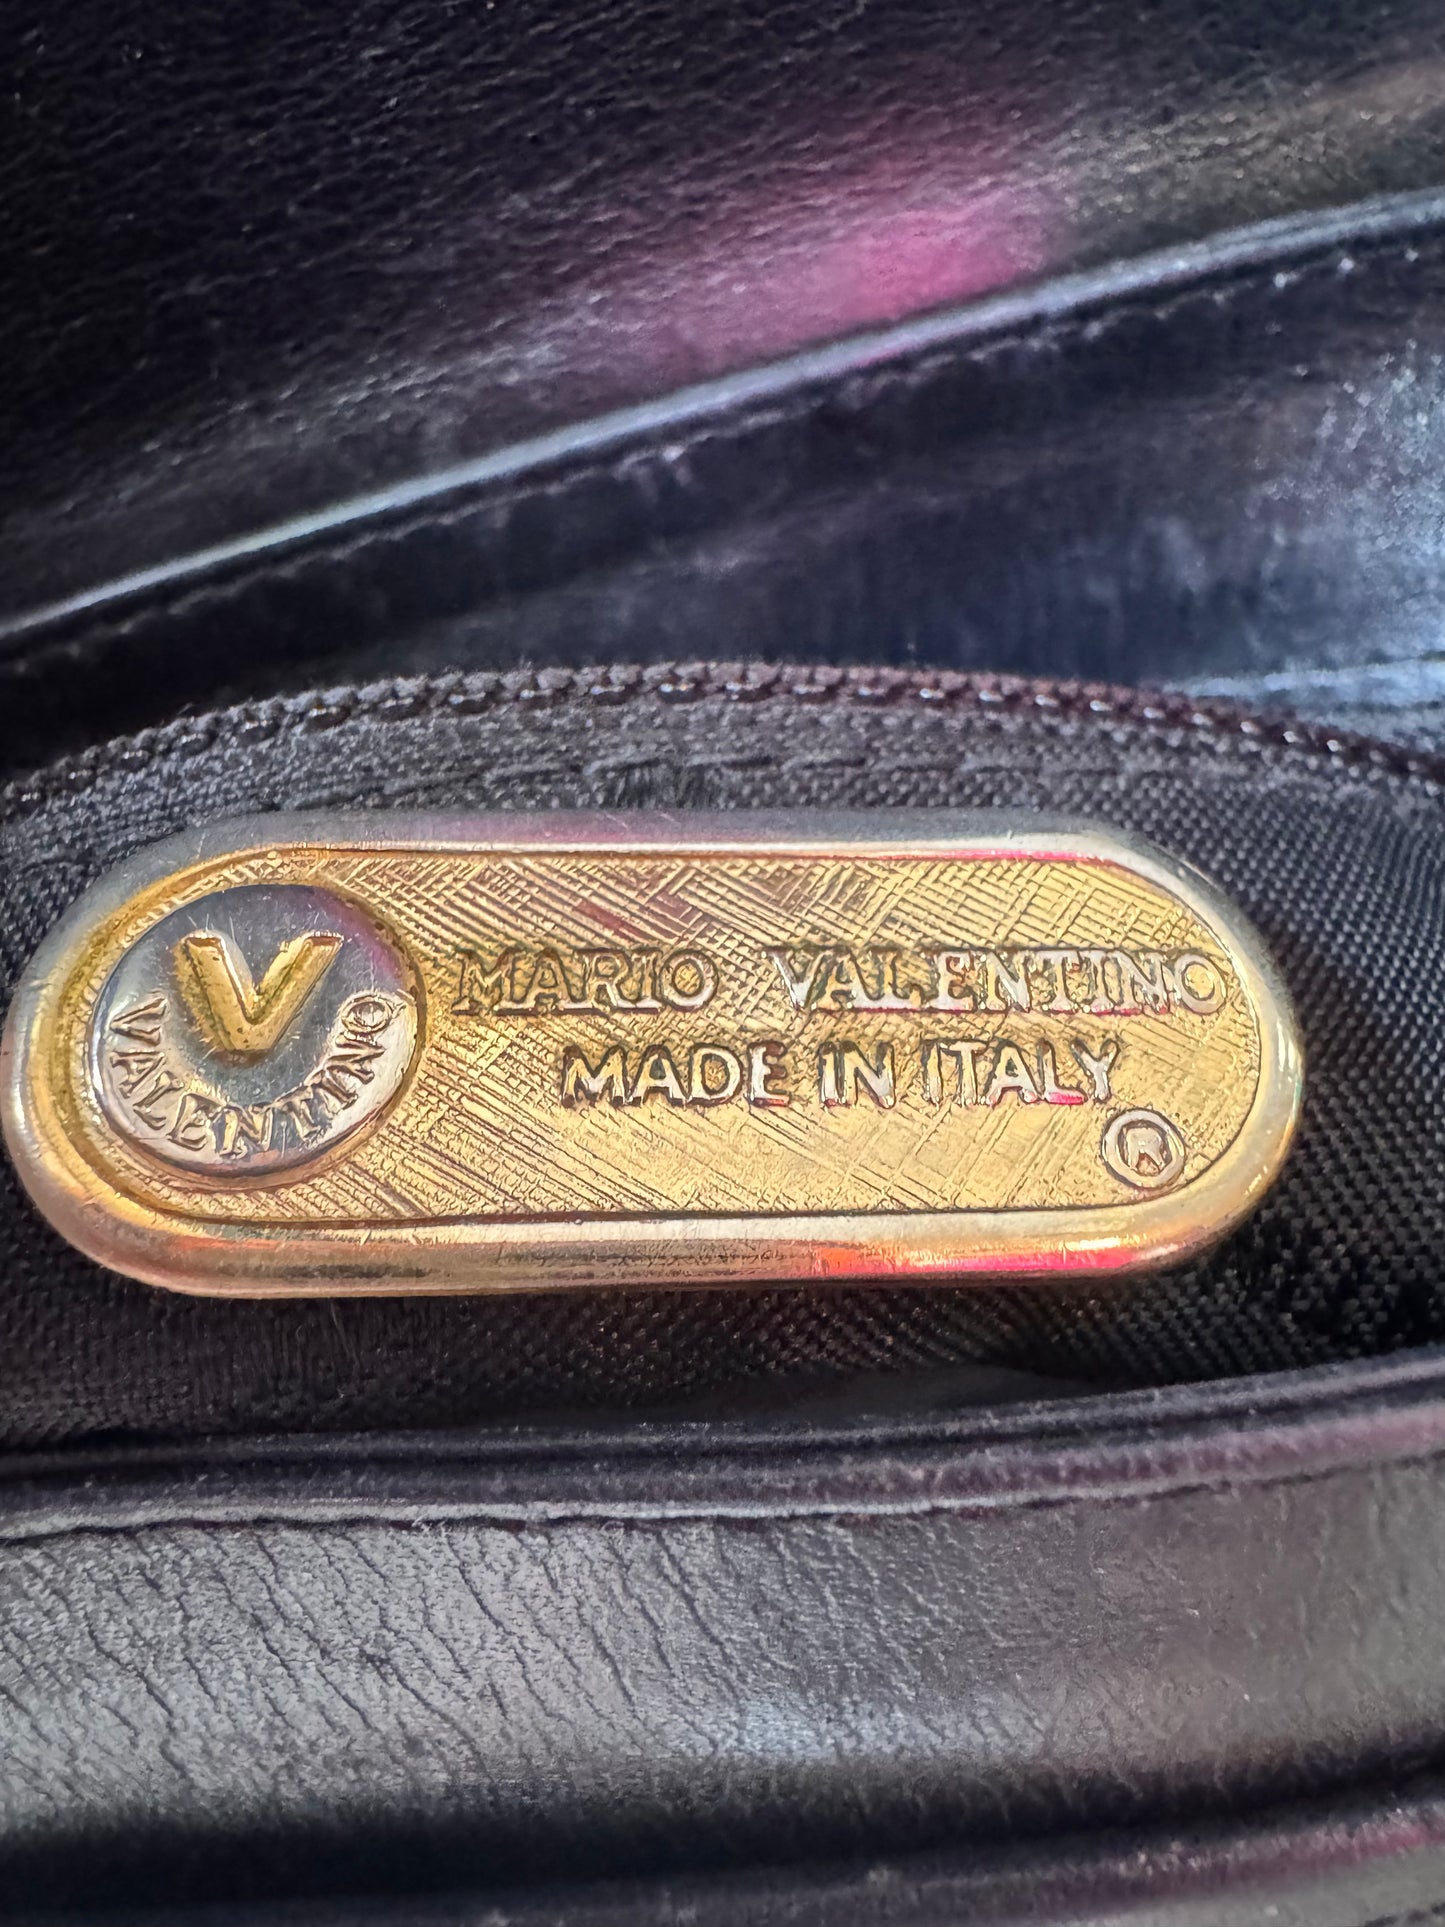 V
VALENTINO
MARIO VALENTINO
MADE IN ITALY
®